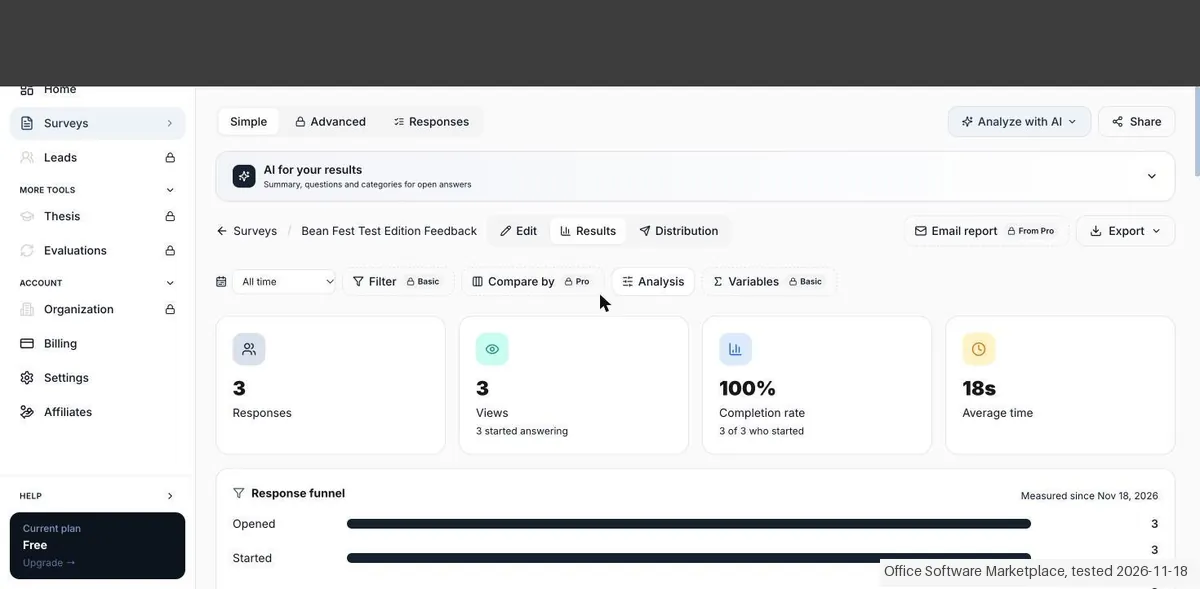 Home
Surveys
Leads
MORE TOOLS
Thesis
Evaluations
ACCOUNT
Organization
Billing
Settings
Affiliates
HELP
Current plan
Free
Upgrade →
Simple
Advanced
Responses
Analyze with AI
Share
AI for your results
Summary, questions and categories for open answers
← Surveys / Bean Fest Test Edition Feedback
Edit
Results
Distribution
Email report From Pro
Export
All time
Filter Basic
Compare by Pro
Analysis
Σ Variables Basic
3
Responses
3
Views
3 started answering
100%
Completion rate
3 of 3 who started
18s
Average time
Response funnel
Measured since Nov 18, 2026
Opened 3
Started 3
Office Software Marketplace, tested 2026-11-18